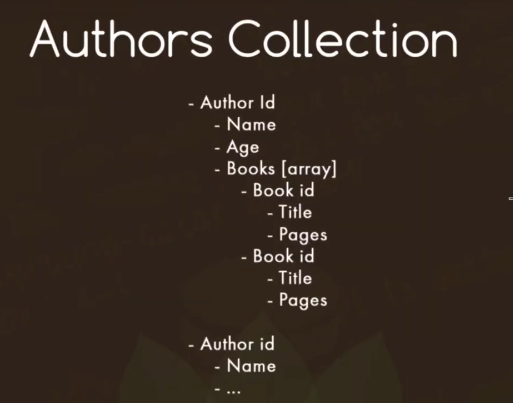 Authors Collection
- Author Id
- Name
- Age
- Books [array]
- Book id
- Title
- Pages
- Book id
- Title
- Pages
- Author id
- Name
- ...